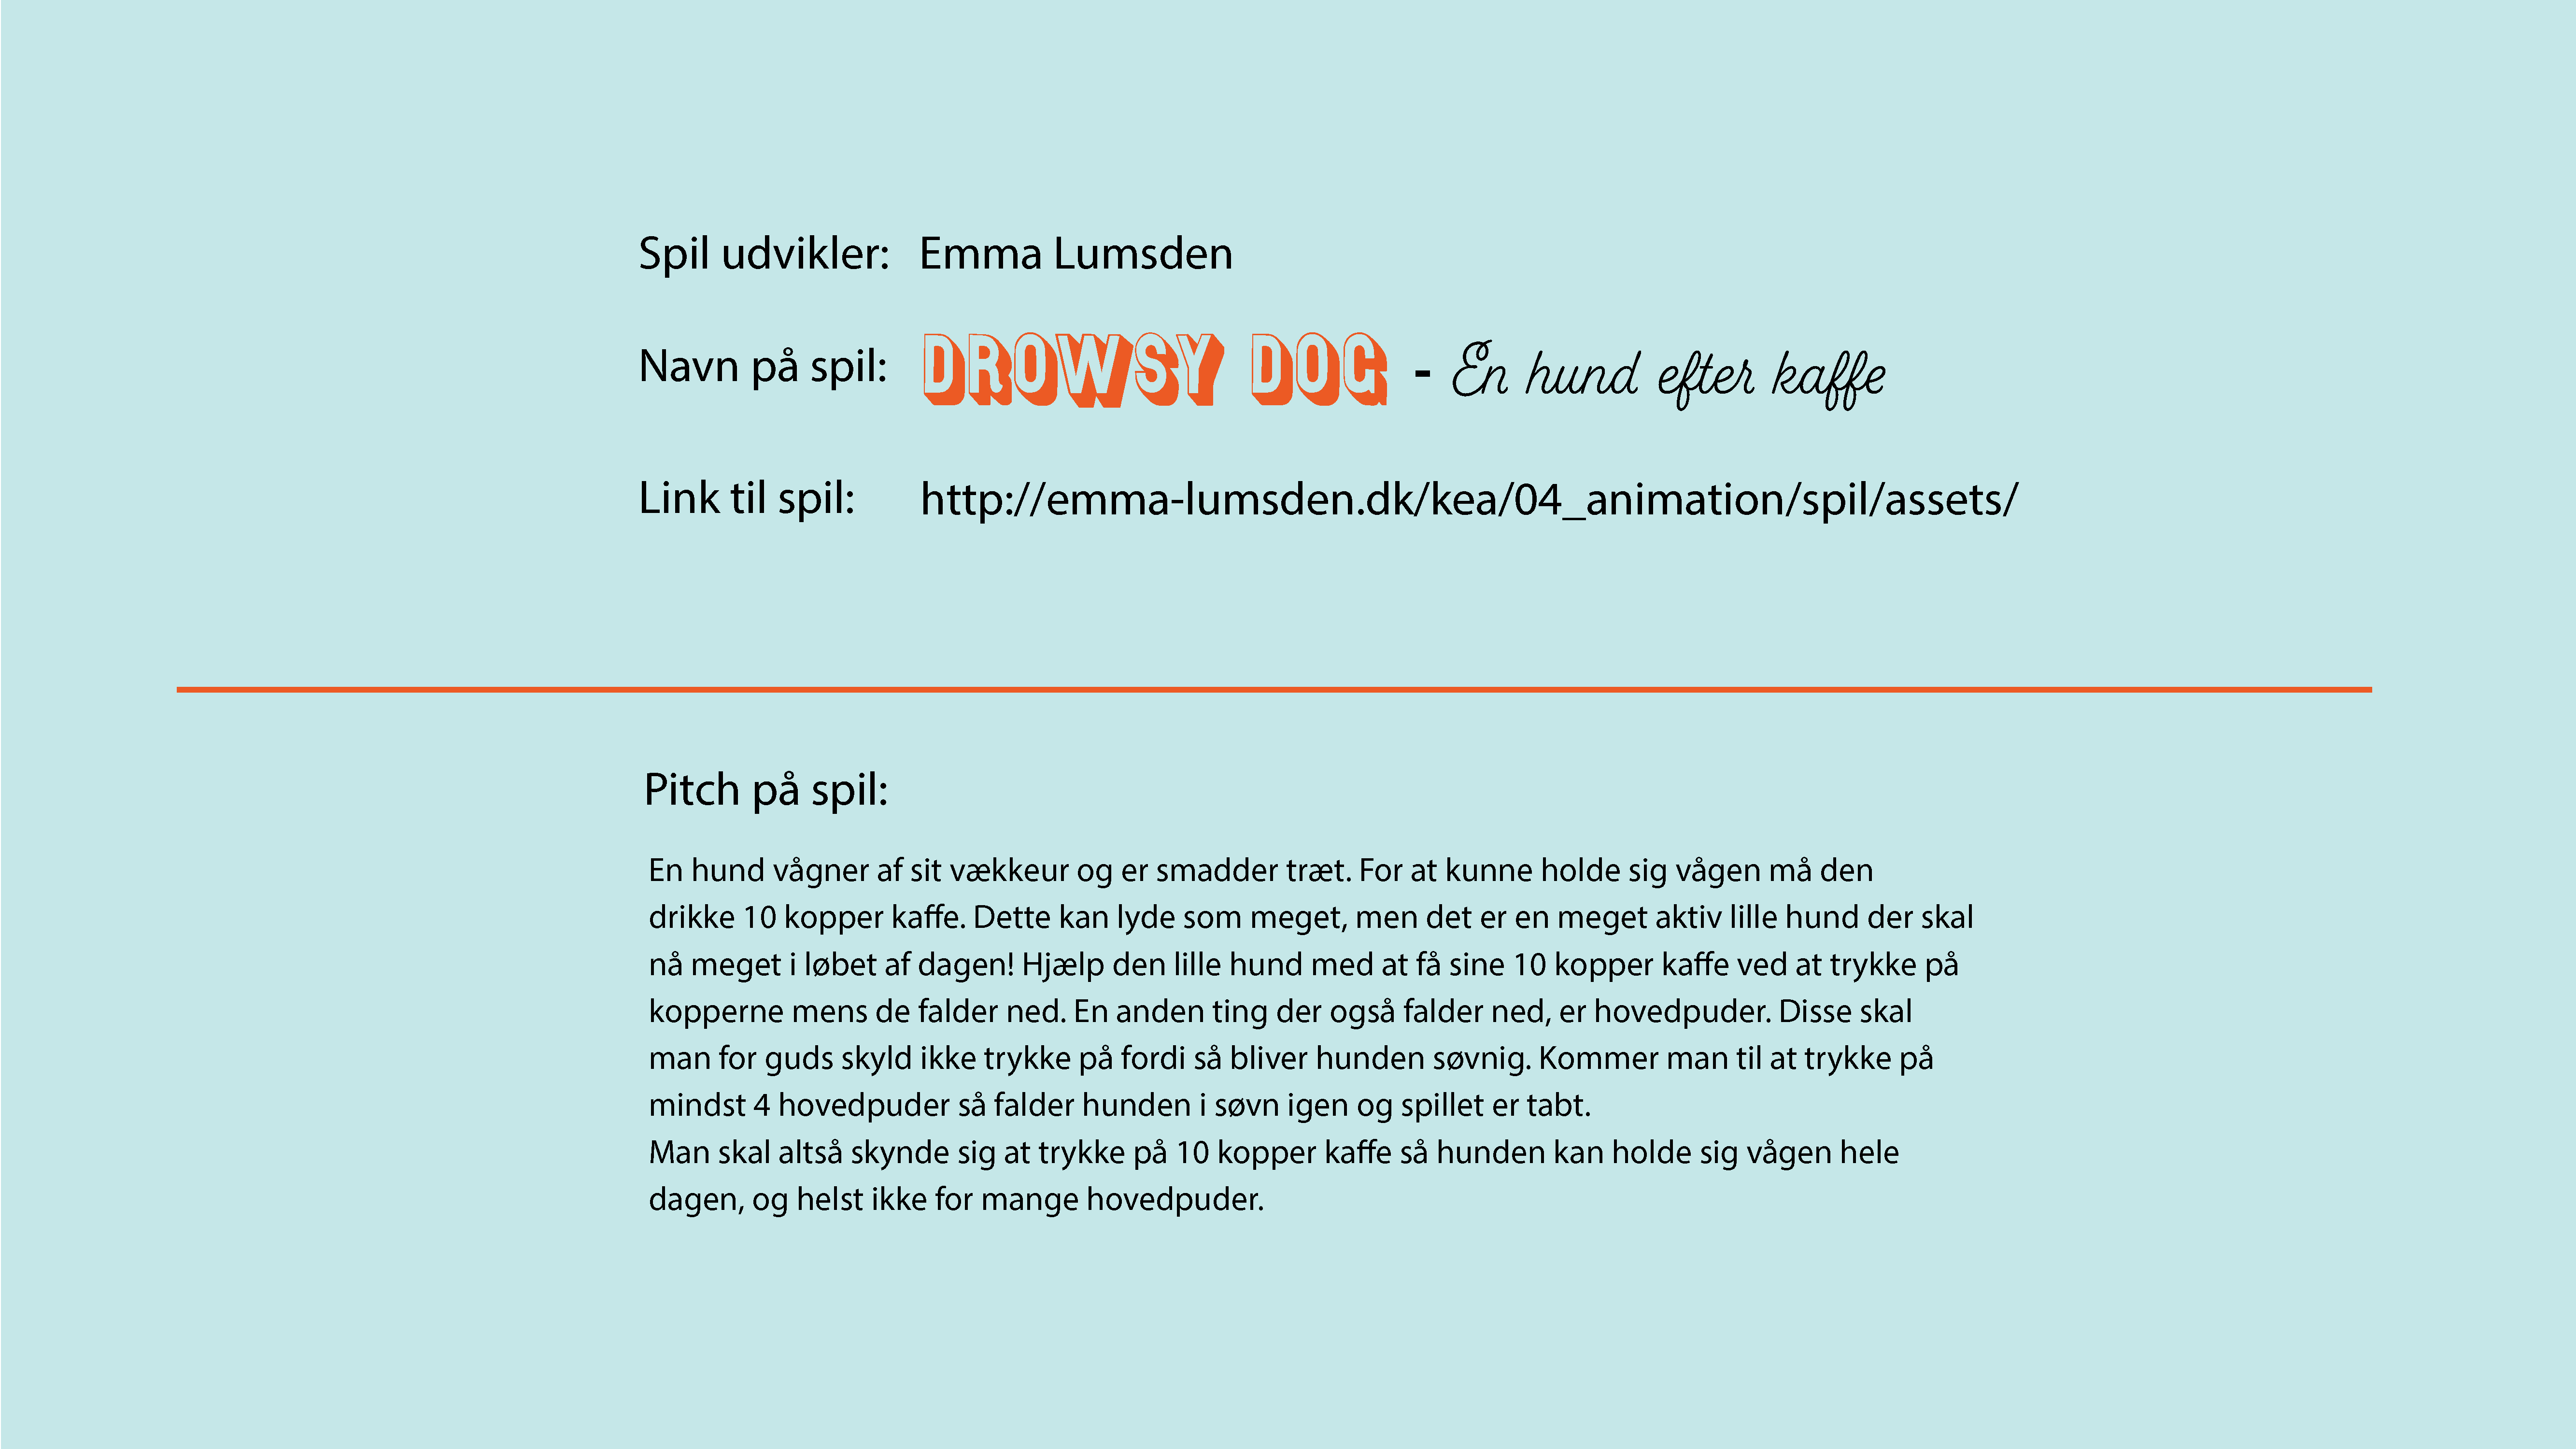 Spil udvikler: Emma Lumsden
Navn på spil: DROWSY DOG - En hund efter kaffe
Link til spil: http://emma-lumsden.dk/kea/04_animation/spil/assets/
Pitch på spil:
En hund vågner af sit vækkeur og er smadder træt. For at kunne holde sig vågen må den
drikke 10 kopper kaffe. Dette kan lyde som meget, men det er en meget aktiv lille hund der skal
nå meget i løbet af dagen! Hjælp den lille hund med at få sine 10 kopper kaffe ved at trykke på
kopperne mens de falder ned. En anden ting der også falder ned, er hovedpuder. Disse skal
man for guds skyld ikke trykke på fordi så bliver hunden søvnig. Kommer man til at trykke på
mindst 4 hovedpuder så falder hunden i søvn igen og spillet er tabt.
Man skal altså skynde sig at trykke på 10 kopper kaffe så hunden kan holde sig vågen hele
dagen, og helst ikke for mange hovedpuder.